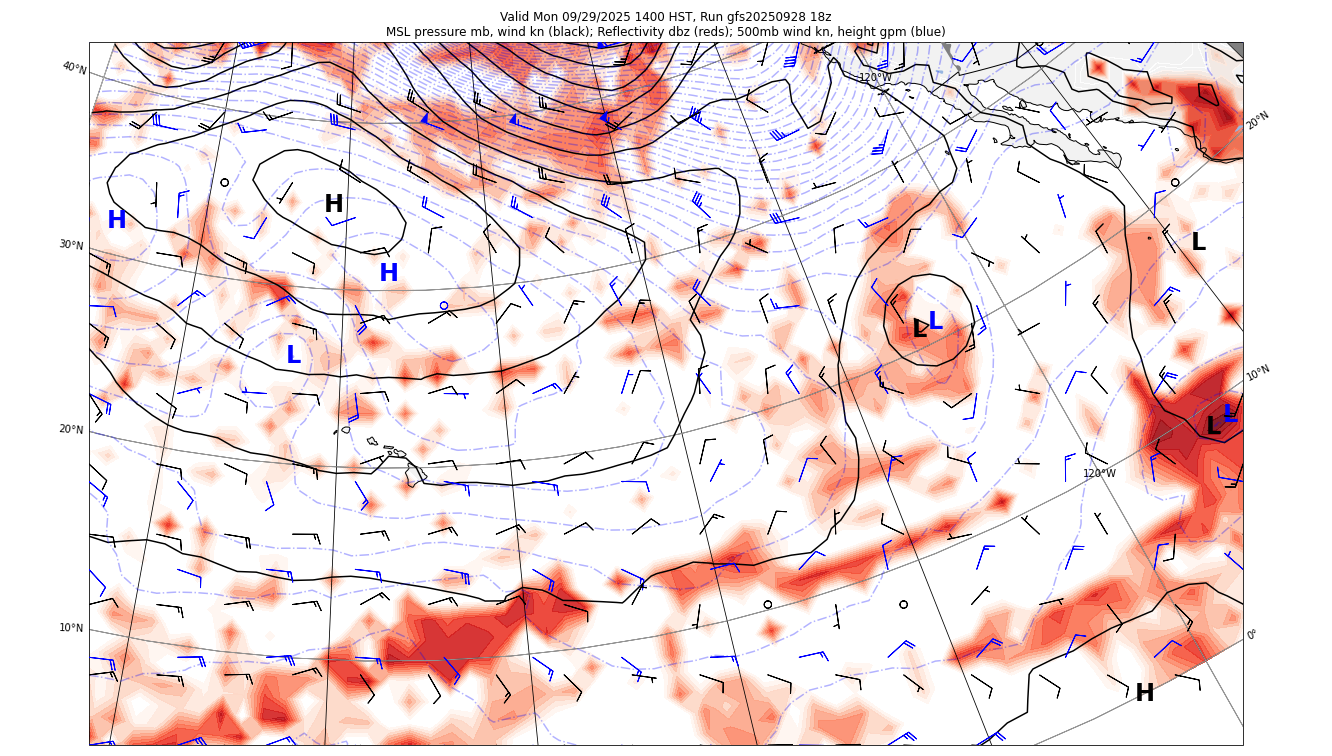 Valid Mon 09/29/2025 1400 HST, Run gfs20250928 18z
MSL pressure mb, wind kn (black); Reflectivity dbz (reds); 500mb wind kn, height gpm (blue)
40°N
120°W
20°N
H
H
30°N
L
H
L
L
L
10°N
L
L
20°N
120°W
10°N
0°
H